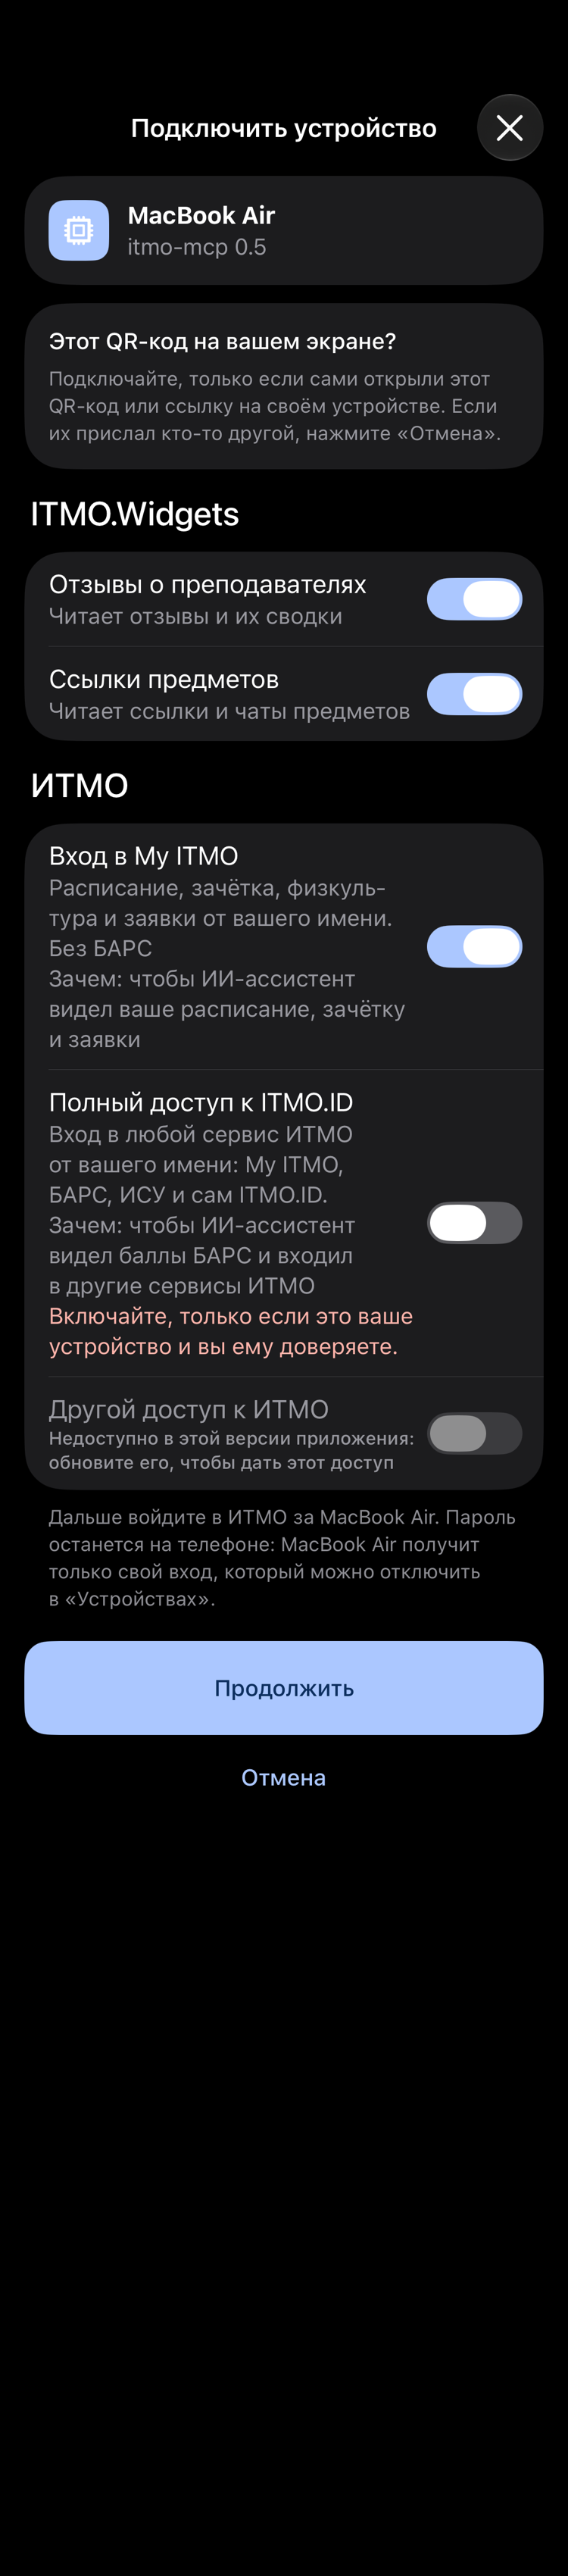 Подключить устройство
MacBook Air
itmo-mcp 0.5
Этот QR-код на вашем экране?
Подключайте, только если сами открыли этот
QR-код или ссылку на своём устройстве. Если
их прислал кто-то другой, нажмите «Отмена».
ITMO.Widgets
Отзывы о преподавателях
Читает отзывы и их сводки
Ссылки предметов
Читает ссылки и чаты предметов
ИТМО
Вход в My ITMO
Расписание, зачётка, физкуль-
тура и заявки от вашего имени.
Без БАРС
Зачем: чтобы ИИ-ассистент
видел ваше расписание, зачётку
и заявки
Полный доступ к ITMO.ID
Вход в любой сервис ИТМО
от вашего имени: My ITMO,
БАРС, ИСУ и сам ITMO.ID.
Зачем: чтобы ИИ-ассистент
видел баллы БАРС и входил
в другие сервисы ИТМО
Включайте, только если это ваше
устройство и вы ему доверяете.
Другой доступ к ИТМО
Недоступно в этой версии приложения:
обновите его, чтобы дать этот доступ
Дальше войдите в ИТМО за MacBook Air. Пароль
останется на телефоне: MacBook Air получит
только свой вход, который можно отключить
в «Устройствах».
Продолжить
Отмена